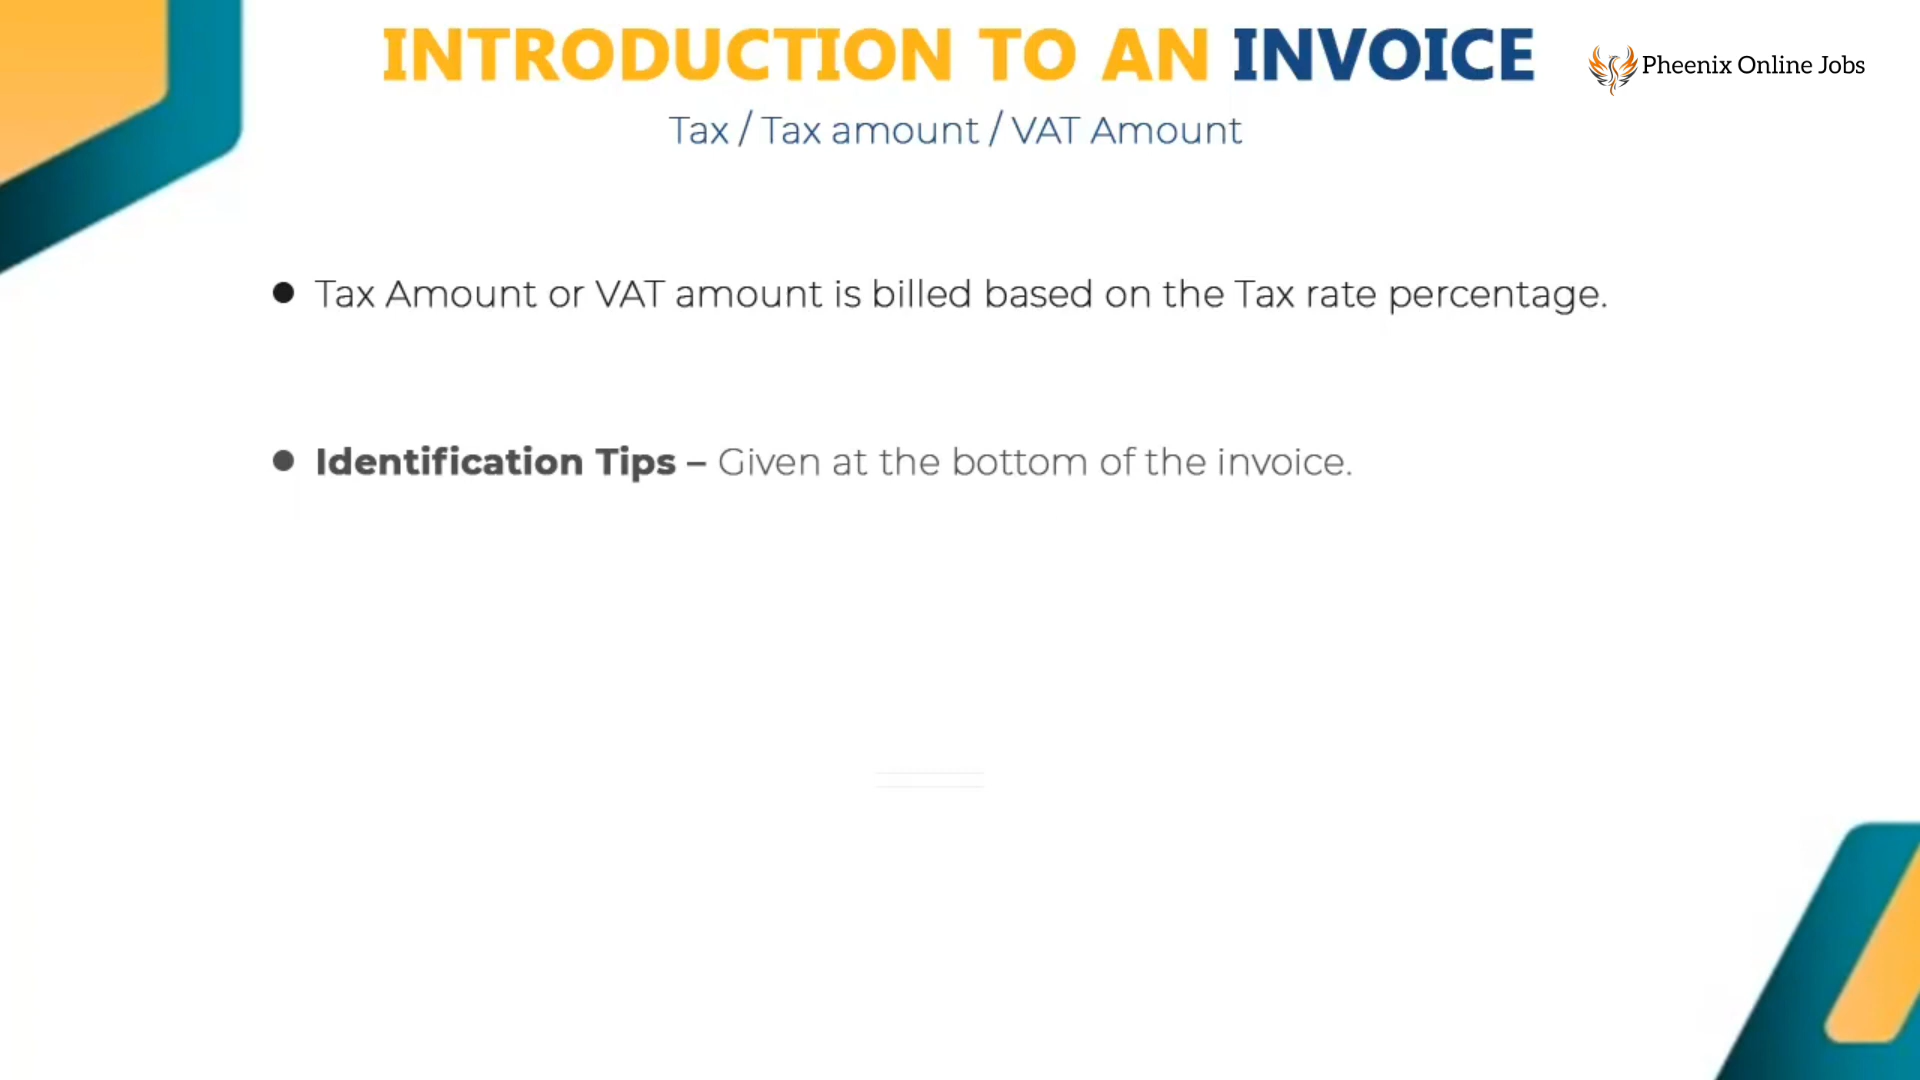 INTRODUCTION TO AN INVOICE
Pheenix Online Jobs
Tax / Tax amount / VAT Amount
● Tax Amount or VAT amount is billed based on the Tax rate percentage.
● Identification Tips – Given at the bottom of the invoice.